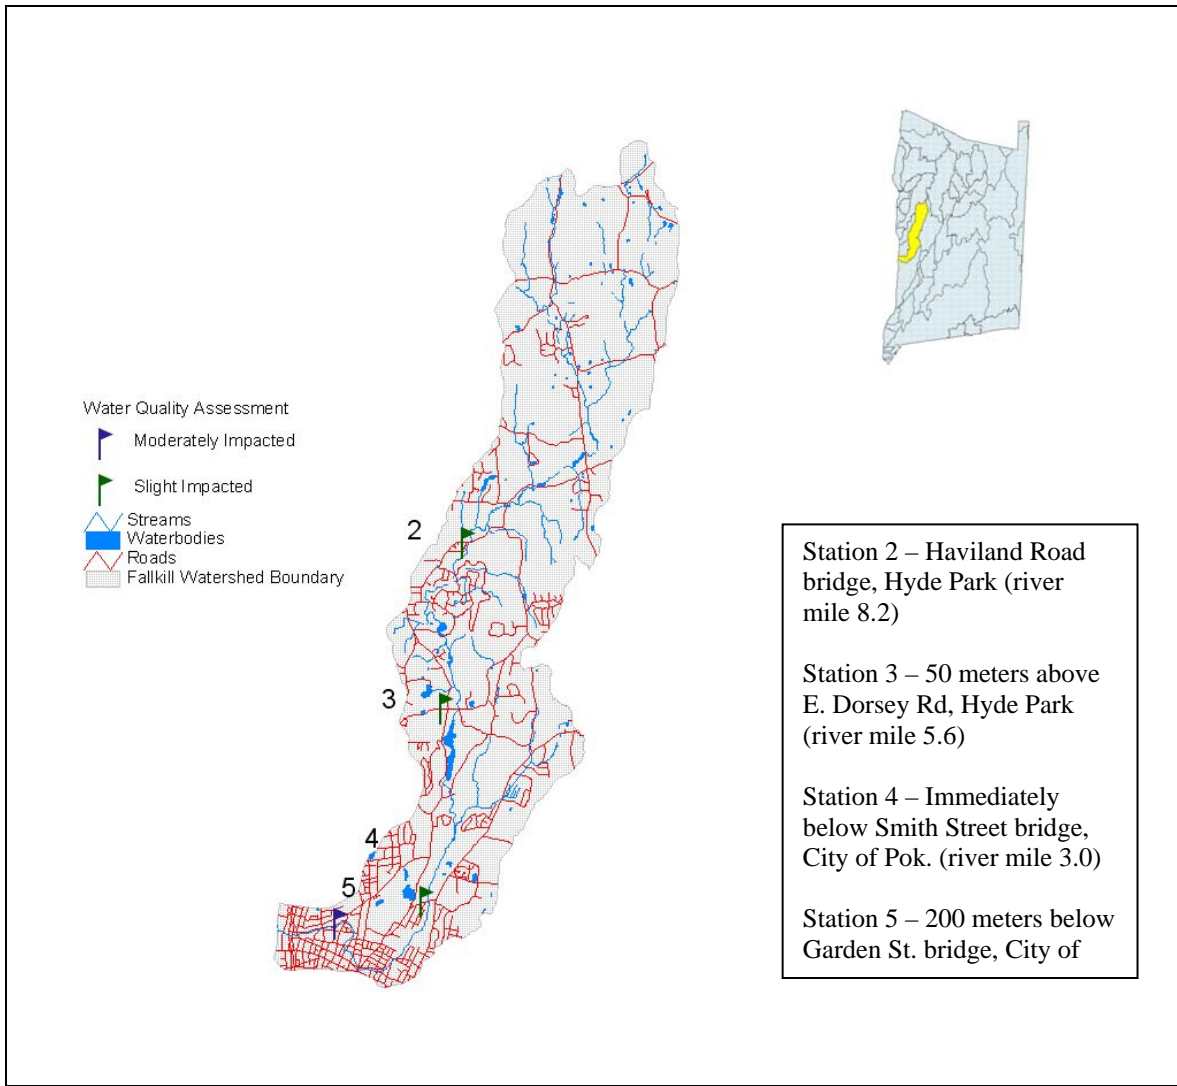 Water Quality Assessment
Moderately Impacted
Slight Impacted
Streams
Waterbodies
Roads
Fallkill Watershed Boundary
2
3
4
5
Station 2 – Haviland Road
bridge, Hyde Park (river
mile 8.2)
Station 3 – 50 meters above
E. Dorsey Rd, Hyde Park
(river mile 5.6)
Station 4 – Immediately
below Smith Street bridge,
City of Pok. (river mile 3.0)
Station 5 – 200 meters below
Garden St. bridge, City of